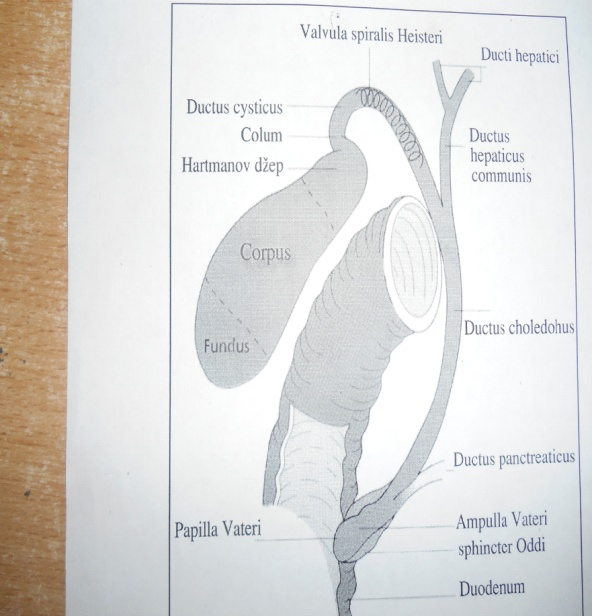 Valvula spiralis Heisteri
Ducti hepatici
Ductus cysticus
Colum
Hartmanov džep
Ductus
hepaticus
communis
Corpus
Fundus
Ductus choledohus
Ductus panctreaticus
Papilla Vateri
Ampulla Vateri
sphincter Oddi
Duodenum